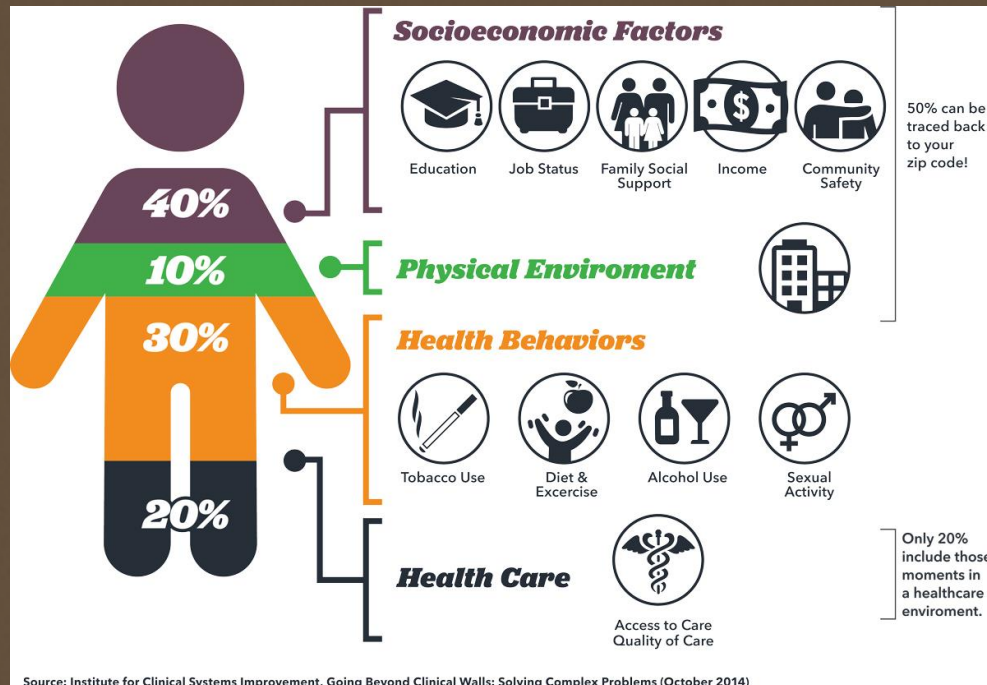 Socioeconomic Factors
Education
Job Status
Family Social
Support
Income
Community
Safety
50% can be
traced back
to your
zip code!
40%
10%
Physical Enviroment
30%
Health Behaviors
Tobacco Use
Diet &
Excercise
Alcohol Use
Sexual
Activity
20%
Health Care
Access to Care
Quality of Care
Only 20%
include those
moments in
a healthcare
enviroment.
Source: Institute for Clinical Systems Improvement, Going Beyond Clinical Walls: Solving Complex Problems (October 2014)